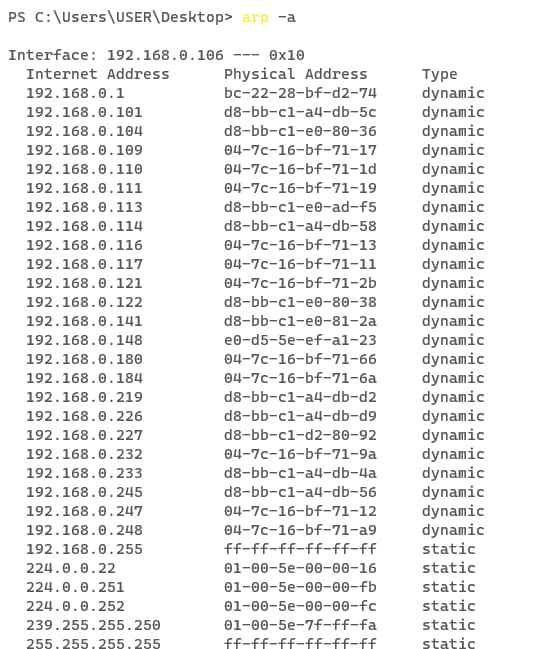 PS C:\Users\USER\Desktop> arp -a
Interface: 192.168.0.106 --- 0x10
Internet Address Physical Address Type
192.168.0.1 bc-22-28-bf-d2-74 dynamic
192.168.0.101 d8-bb-c1-a4-db-5c dynamic
192.168.0.104 d8-bb-c1-e0-80-36 dynamic
192.168.0.109 04-7c-16-bf-71-17 dynamic
192.168.0.110 04-7c-16-bf-71-1d dynamic
192.168.0.111 04-7c-16-bf-71-19 dynamic
192.168.0.113 d8-bb-c1-e0-ad-f5 dynamic
192.168.0.114 d8-bb-c1-a4-db-58 dynamic
192.168.0.116 04-7c-16-bf-71-13 dynamic
192.168.0.117 04-7c-16-bf-71-11 dynamic
192.168.0.121 04-7c-16-bf-71-2b dynamic
192.168.0.122 d8-bb-c1-e0-80-38 dynamic
192.168.0.141 d8-bb-c1-e0-81-2a dynamic
192.168.0.148 e0-d5-5e-ef-a1-23 dynamic
192.168.0.180 04-7c-16-bf-71-66 dynamic
192.168.0.184 04-7c-16-bf-71-6a dynamic
192.168.0.219 d8-bb-c1-a4-db-d2 dynamic
192.168.0.226 d8-bb-c1-a4-db-d9 dynamic
192.168.0.227 d8-bb-c1-d2-80-92 dynamic
192.168.0.232 04-7c-16-bf-71-9a dynamic
192.168.0.233 d8-bb-c1-a4-db-4a dynamic
192.168.0.245 d8-bb-c1-a4-db-56 dynamic
192.168.0.247 04-7c-16-bf-71-12 dynamic
192.168.0.248 04-7c-16-bf-71-a9 dynamic
192.168.0.255 ff-ff-ff-ff-ff-ff static
224.0.0.22 01-00-5e-00-00-16 static
224.0.0.251 01-00-5e-00-00-fb static
224.0.0.252 01-00-5e-00-00-fc static
239.255.255.250 01-00-5e-7f-ff-fa static
255.255.255.255 ff-ff-ff-ff-ff-ff static